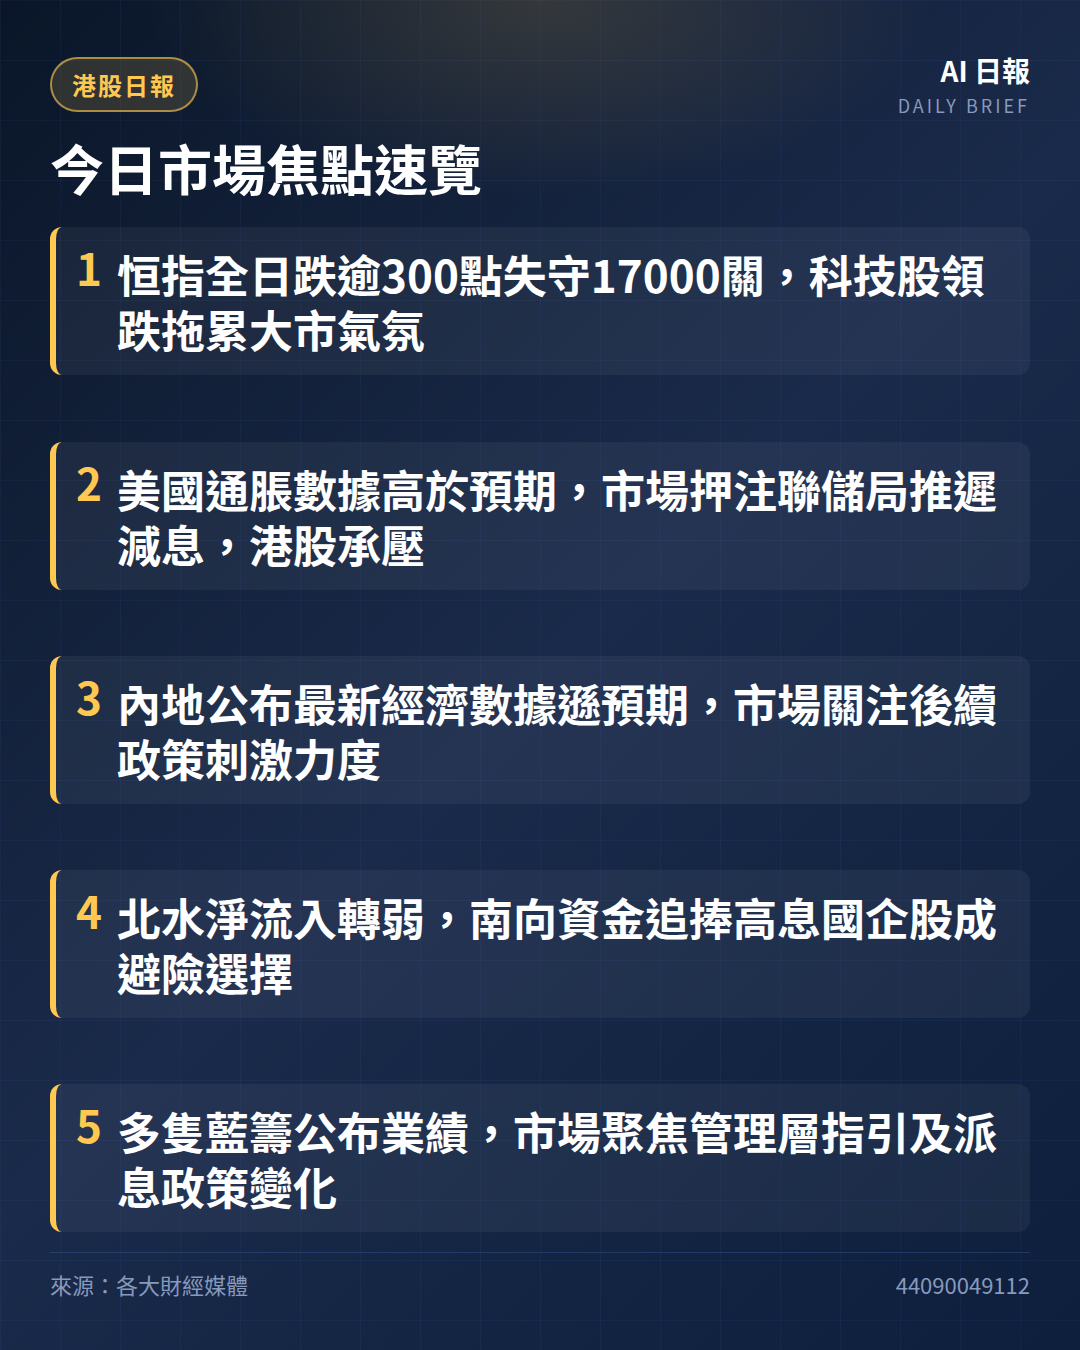 港股日報
AI 日報
DAILY BRIEF
今日市場焦點速覽
1 恒指全日跌逾300點失守17000關，科技股領
跌拖累大市氣氛
2 美國通脹數據高於預期，市場押注聯儲局推遲
減息，港股承壓
3 內地公布最新經濟數據遜預期，市場關注後續
政策刺激力度
4 北水淨流入轉弱，南向資金追捧高息國企股成
避險選擇
5 多隻藍籌公布業績，市場聚焦管理層指引及派
息政策變化
來源：各大財經媒體
44090049112